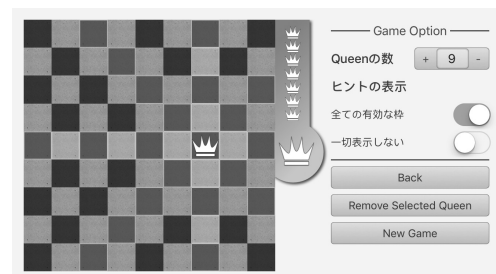 Game Option
Queenの数 + 9 -
ヒントの表示
全ての有効な枠
一切表示しない
Back
Remove Selected Queen
New Game